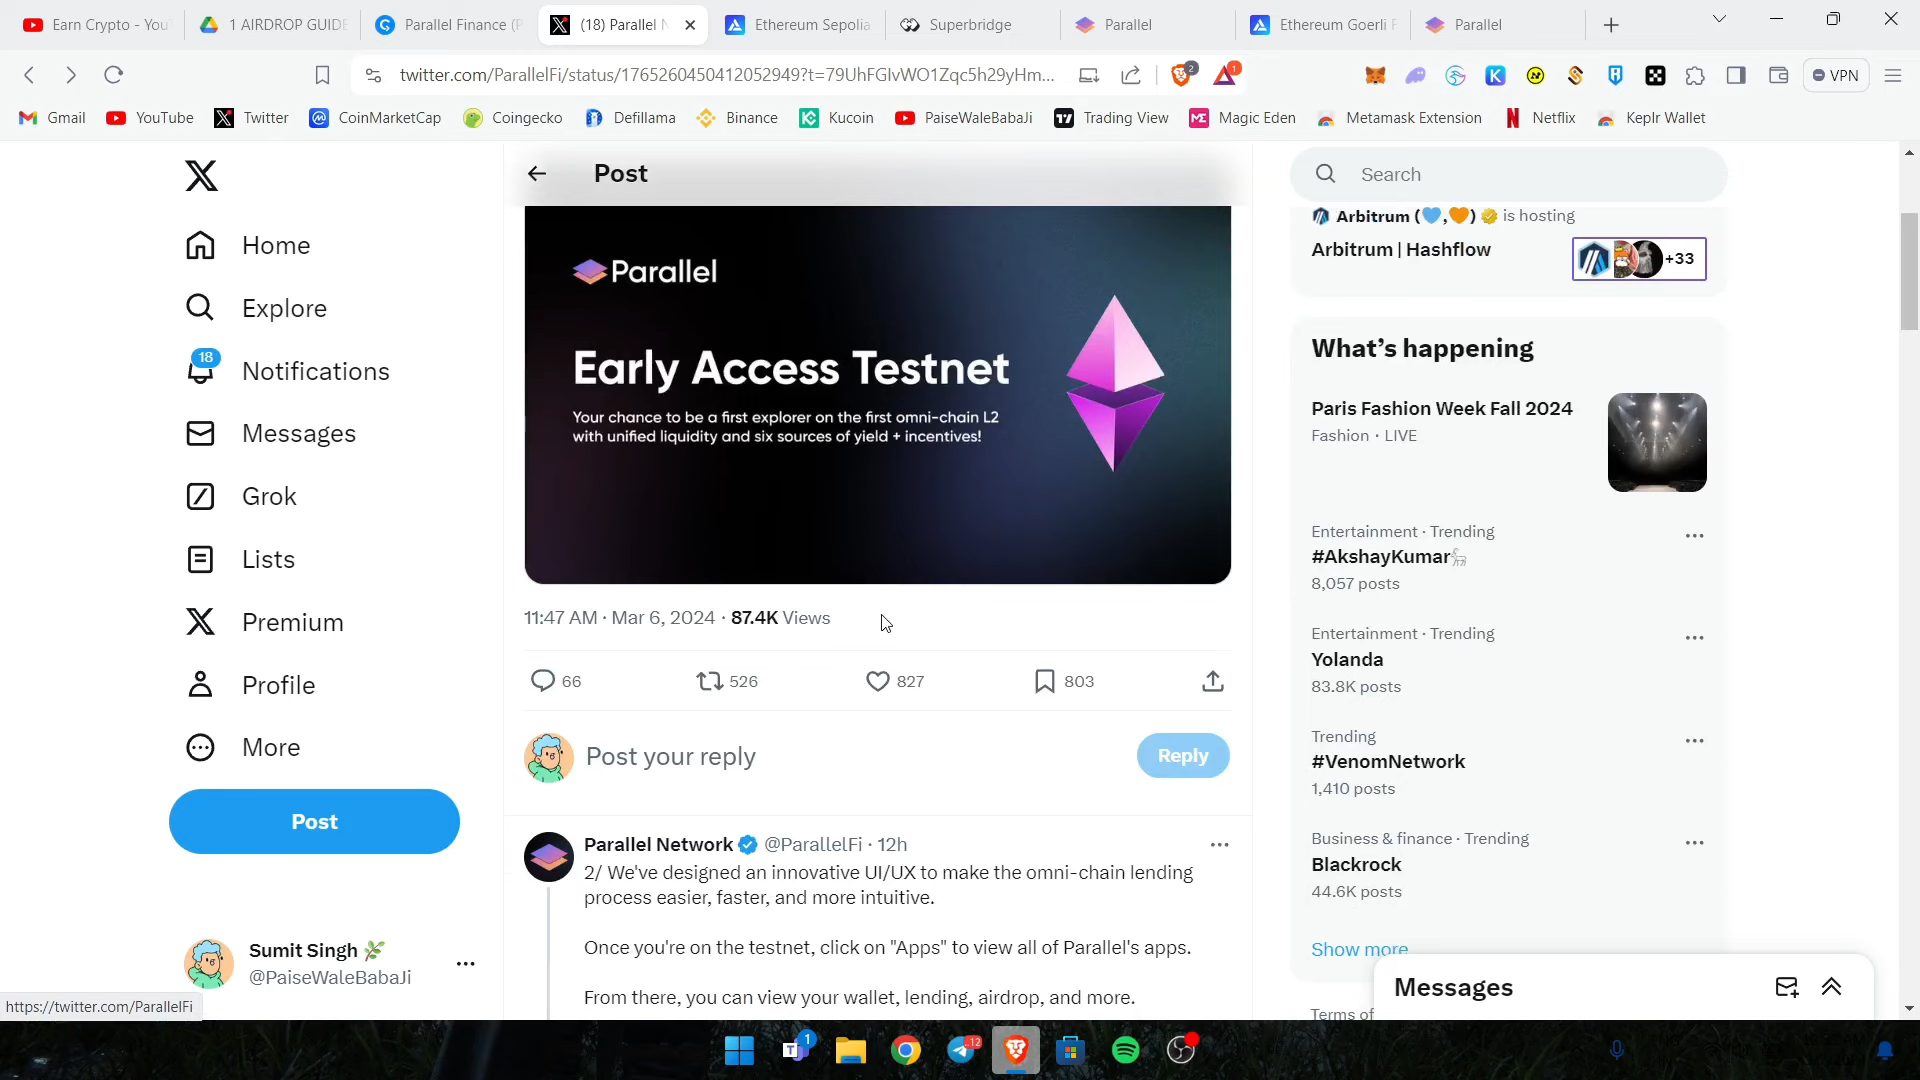 Earn Crypto - You
1 AIRDROP GUIDE
Parallel Finance (P
(18) Parallel N
Ethereum Sepolia
Superbridge
Parallel
Ethereum Goerli F
Parallel
twitter.com/ParallelFi/status/1765260450412052949?t=79UhFGIvWO1Zqc5h29yHm...
2
1
VPN
Gmail
YouTube
Twitter
CoinMarketCap
Coingecko
Defillama
Binance
Kucoin
PaiseWaleBabaJi
Trading View
Magic Eden
Metamask Extension
Netflix
Keplr Wallet
Home
Explore
18
Notifications
Messages
Grok
Lists
Premium
Profile
More
Post
Sumit Singh
@PaiseWaleBabaJi
https://twitter.com/ParallelFi
Post
Parallel
Early Access Testnet
Your chance to be a first explorer on the first omni-chain L2
with unified liquidity and six sources of yield + incentives!
11:47 AM · Mar 6, 2024 · 87.4K Views
66
526
827
803
Post your reply
Reply
Parallel Network @ParallelFi · 12h
2/ We've designed an innovative UI/UX to make the omni-chain lending
process easier, faster, and more intuitive.
Once you're on the testnet, click on "Apps" to view all of Parallel's apps.
From there, you can view your wallet, lending, airdrop, and more.
Search
Arbitrum (💙,🧡) is hosting
Arbitrum | Hashflow
+33
What's happening
Paris Fashion Week Fall 2024
Fashion · LIVE
Entertainment · Trending
#AkshayKumar
8,057 posts
Entertainment · Trending
Yolanda
83.8K posts
Trending
#VenomNetwork
1,410 posts
Business & finance · Trending
Blackrock
44.6K posts
Show more
Messages
Terms of
1
12